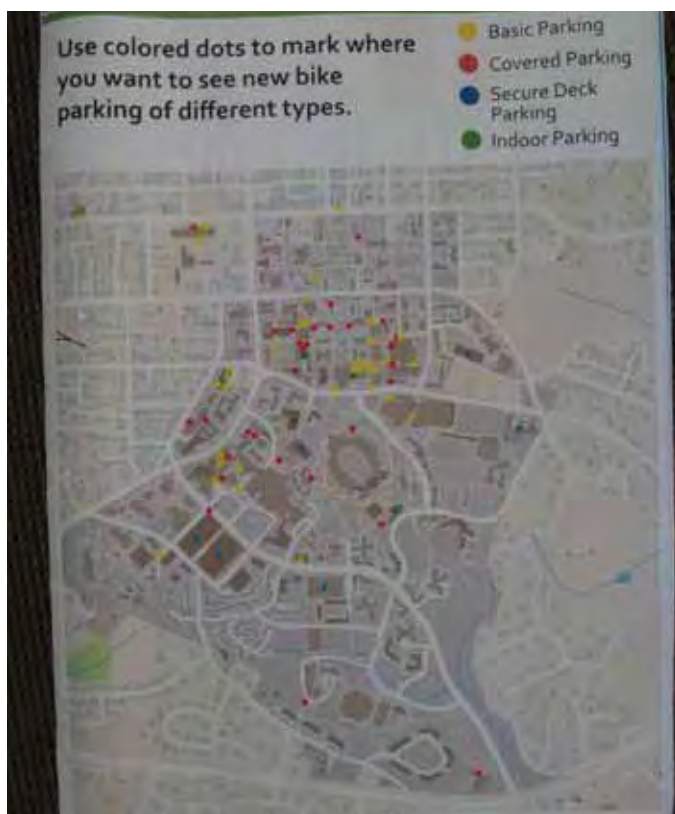 Use colored dots to mark where
you want to see new bike
parking of different types.
Basic Parking
Covered Parking
Secure Deck
Parking
Indoor Parking